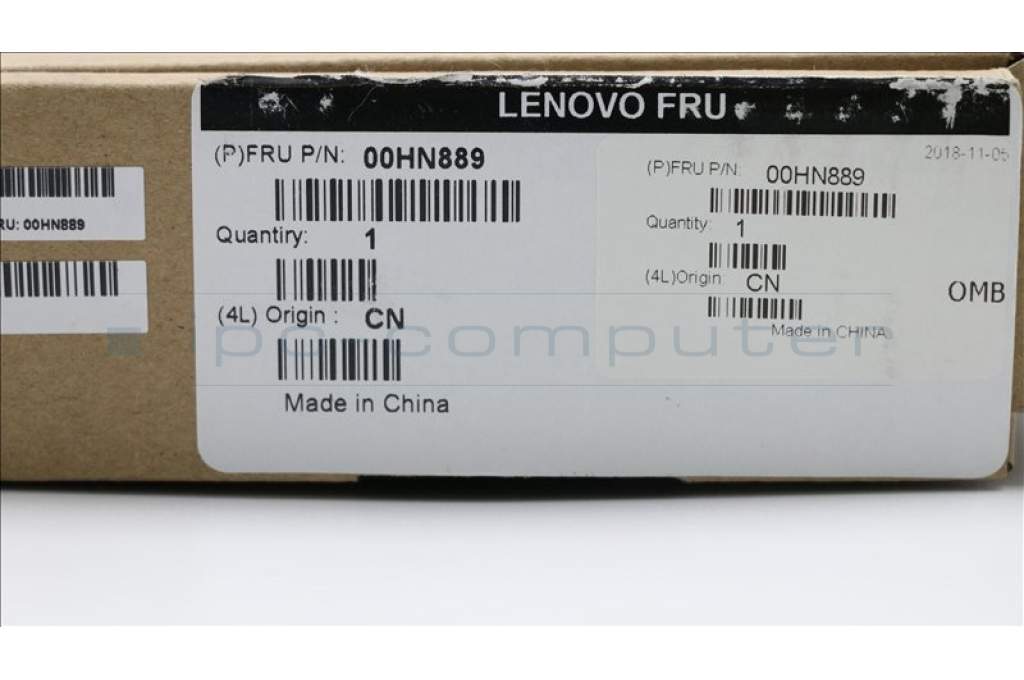 LENOVO FRU
(P)FRU P/N: 00HN889
Quantiry: 1
(4L) Origin : CN
Made in China
2018-11-05
(P)FRU P/N: 00HN889
Quantity: 1
(4L)Origin: CN
Made in CHINA
OMB
RU: 00HN889
pc-computer